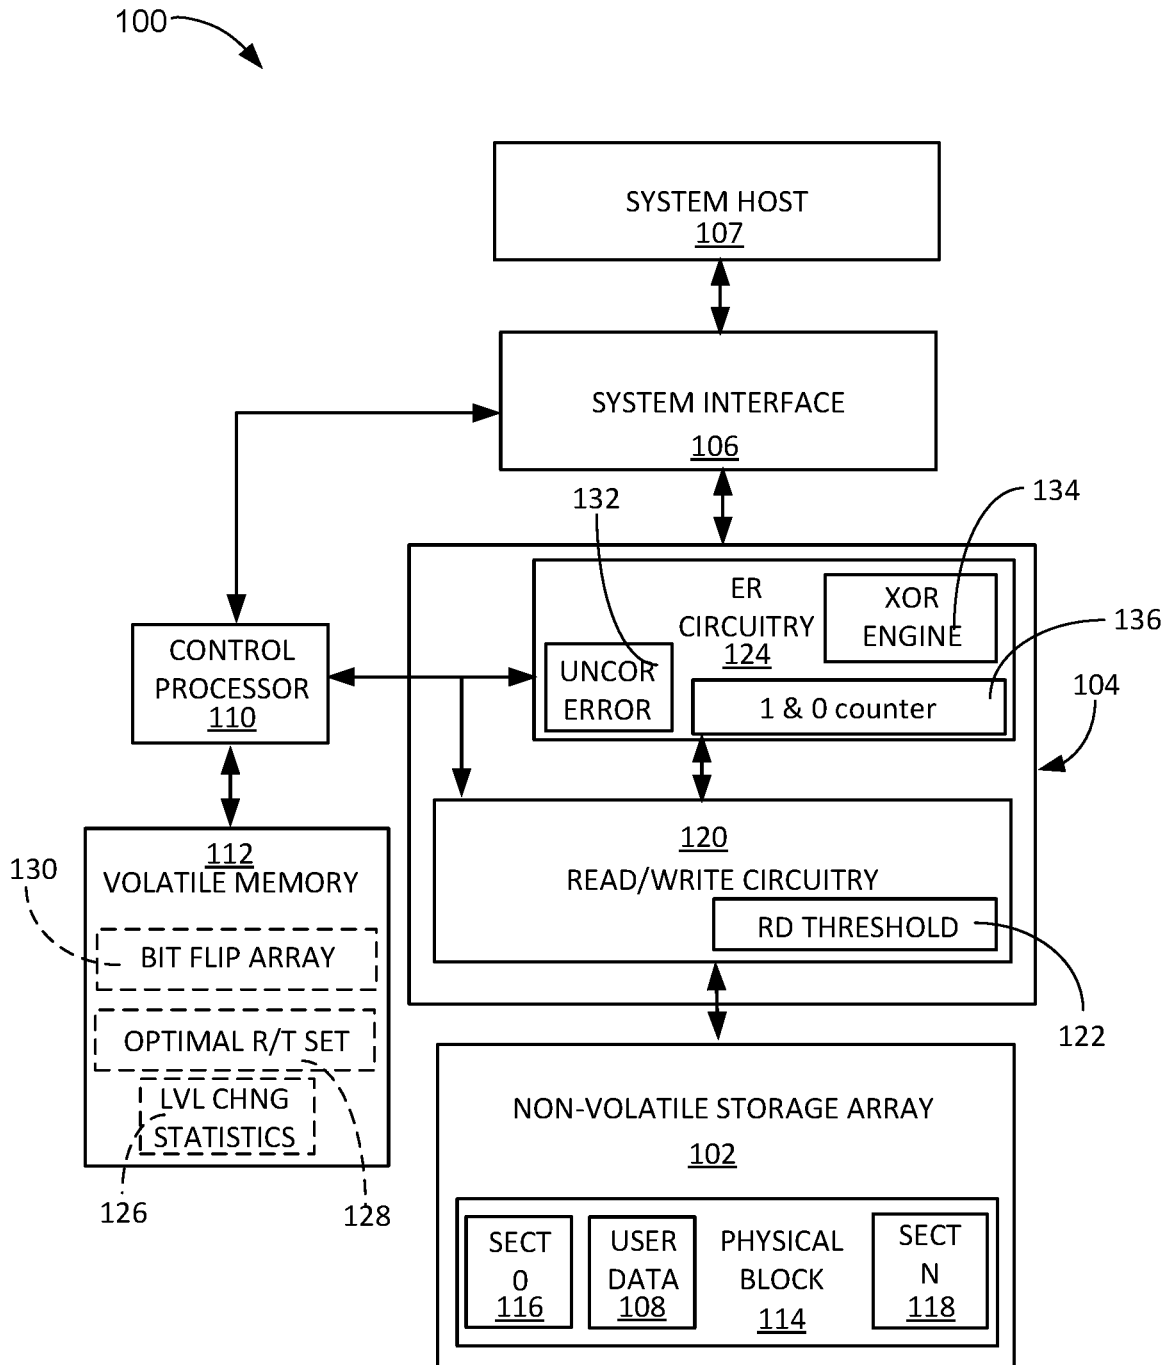 100
SYSTEM HOST
107
SYSTEM INTERFACE
106
132
134
ER
CIRCUITRY
124
XOR
ENGINE
136
UNCOR
ERROR
1 & 0 counter
104
CONTROL
PROCESSOR
110
120
READ/WRITE CIRCUITRY
RD THRESHOLD
122
112
VOLATILE MEMORY
130
BIT FLIP ARRAY
OPTIMAL R/T SET
LVL CHNG
STATISTICS
126
128
NON-VOLATILE STORAGE ARRAY
102
SECT
0
116
USER
DATA
108
PHYSICAL
BLOCK
114
SECT
N
118